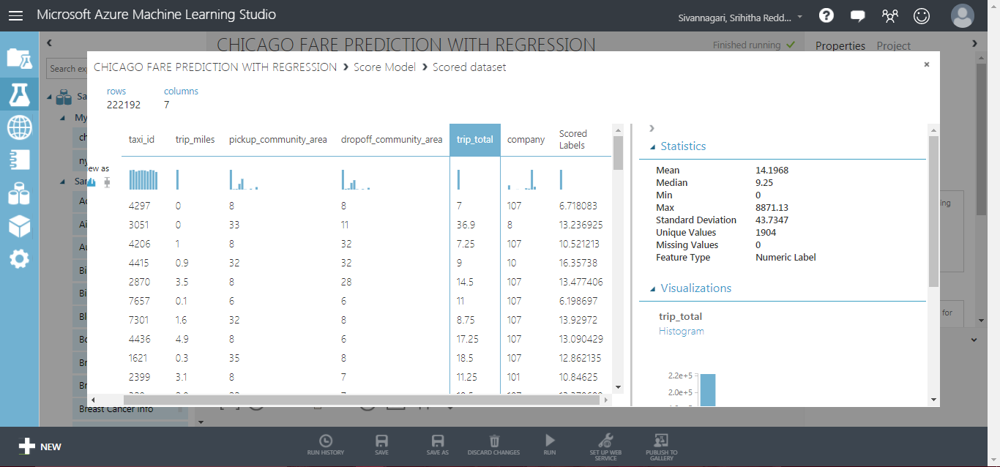 Microsoft Azure Machine Learning Studio
Sivannagari, Srihitha Redd...
CHICAGO FARE PREDICTION WITH REGRESSION
Finished running
Properties Project
Search
CHICAGO FARE PREDICTION WITH REGRESSION > Score Model > Scored dataset
rows columns
222192 7
My
ew as
taxi_id trip_miles pickup_community_area dropoff_community_area trip_total company Scored Labels
4297 0 8 8 7 107 6.718083
3051 0 33 11 36.9 8 13.236925
4206 1 8 32 7.25 107 10.521213
4415 0.9 32 32 9 10 16.35738
2870 3.5 8 28 14.5 107 13.477406
7657 0.1 6 6 11 107 6.198697
7301 1.6 32 8 8.75 107 13.92972
4436 4.9 8 6 17.25 107 13.090429
1621 0.3 35 8 18.5 107 12.862135
2399 3.1 8 7 11.25 101 10.84625
Statistics
Mean 14.1968
Median 9.25
Min 0
Max 8871.13
Standard Deviation 43.7347
Unique Values 1904
Missing Values 0
Feature Type Numeric Label
Visualizations
trip_total
Histogram
2.2e+5
2.0e+5
ing
for
Breast Cancer Info
NEW
RUN HISTORY
SAVE
SAVE AS
DISCARD CHANGES
RUN
SET UP WEB
SERVICE
PUBLISH TO
GALLERY